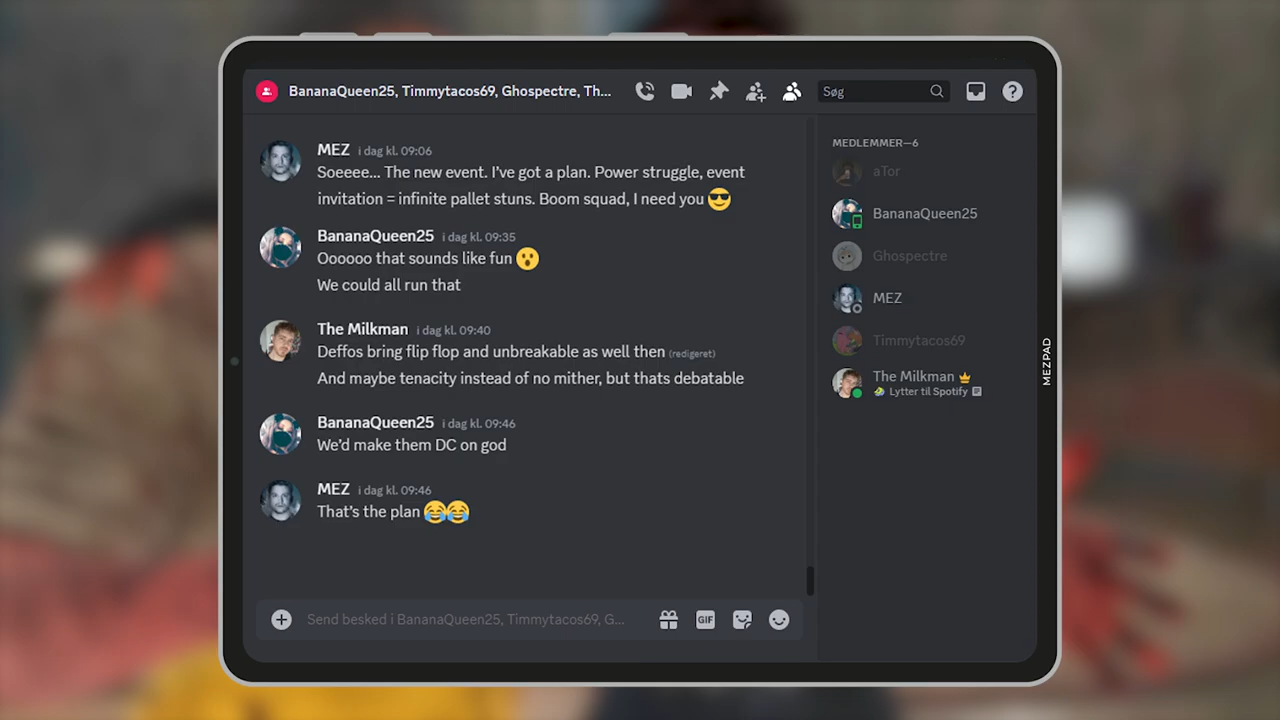 BananaQueen25, Timmytacos69, Ghospectre, Th...
Søg
MEZ i dag kl. 09:06
Soeeee... The new event. I've got a plan. Power struggle, event
invitation = infinite pallet stuns. Boom squad, I need you 😎
BananaQueen25 i dag kl. 09:35
Oooooo that sounds like fun 😮
We could all run that
The Milkman i dag kl. 09:40
Deffos bring flip flop and unbreakable as well then (redigeret)
And maybe tenacity instead of no mither, but thats debatable
BananaQueen25 i dag kl. 09:46
We'd make them DC on god
MEZ i dag kl. 09:46
That's the plan 😂😂
Send besked i BananaQueen25, Timmytacos69, G...
GIF
MEDLEMMER—6
aTor
BananaQueen25
Ghospectre
MEZ
Timmytacos69
The Milkman
Lytter til Spotify
MEZPAD